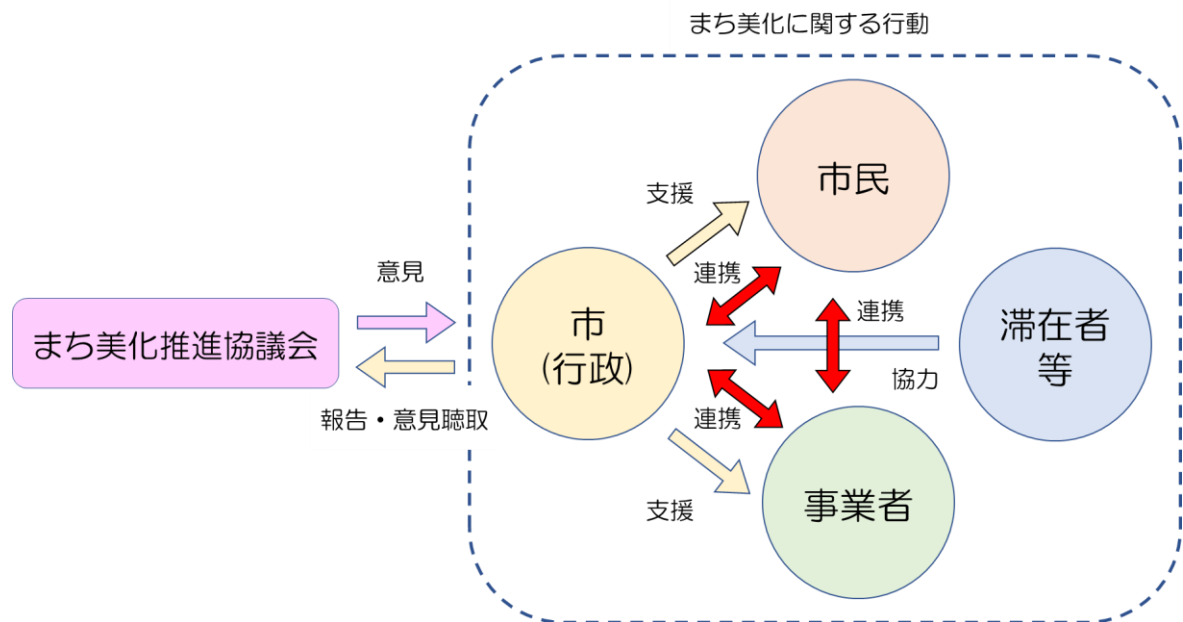 まち美化に関する行動
市民
支援
連携
意見
まち美化推進協議会
報告・意見聴取
市
(行政)
連携
滞在者
等
協力
連携
支援
事業者